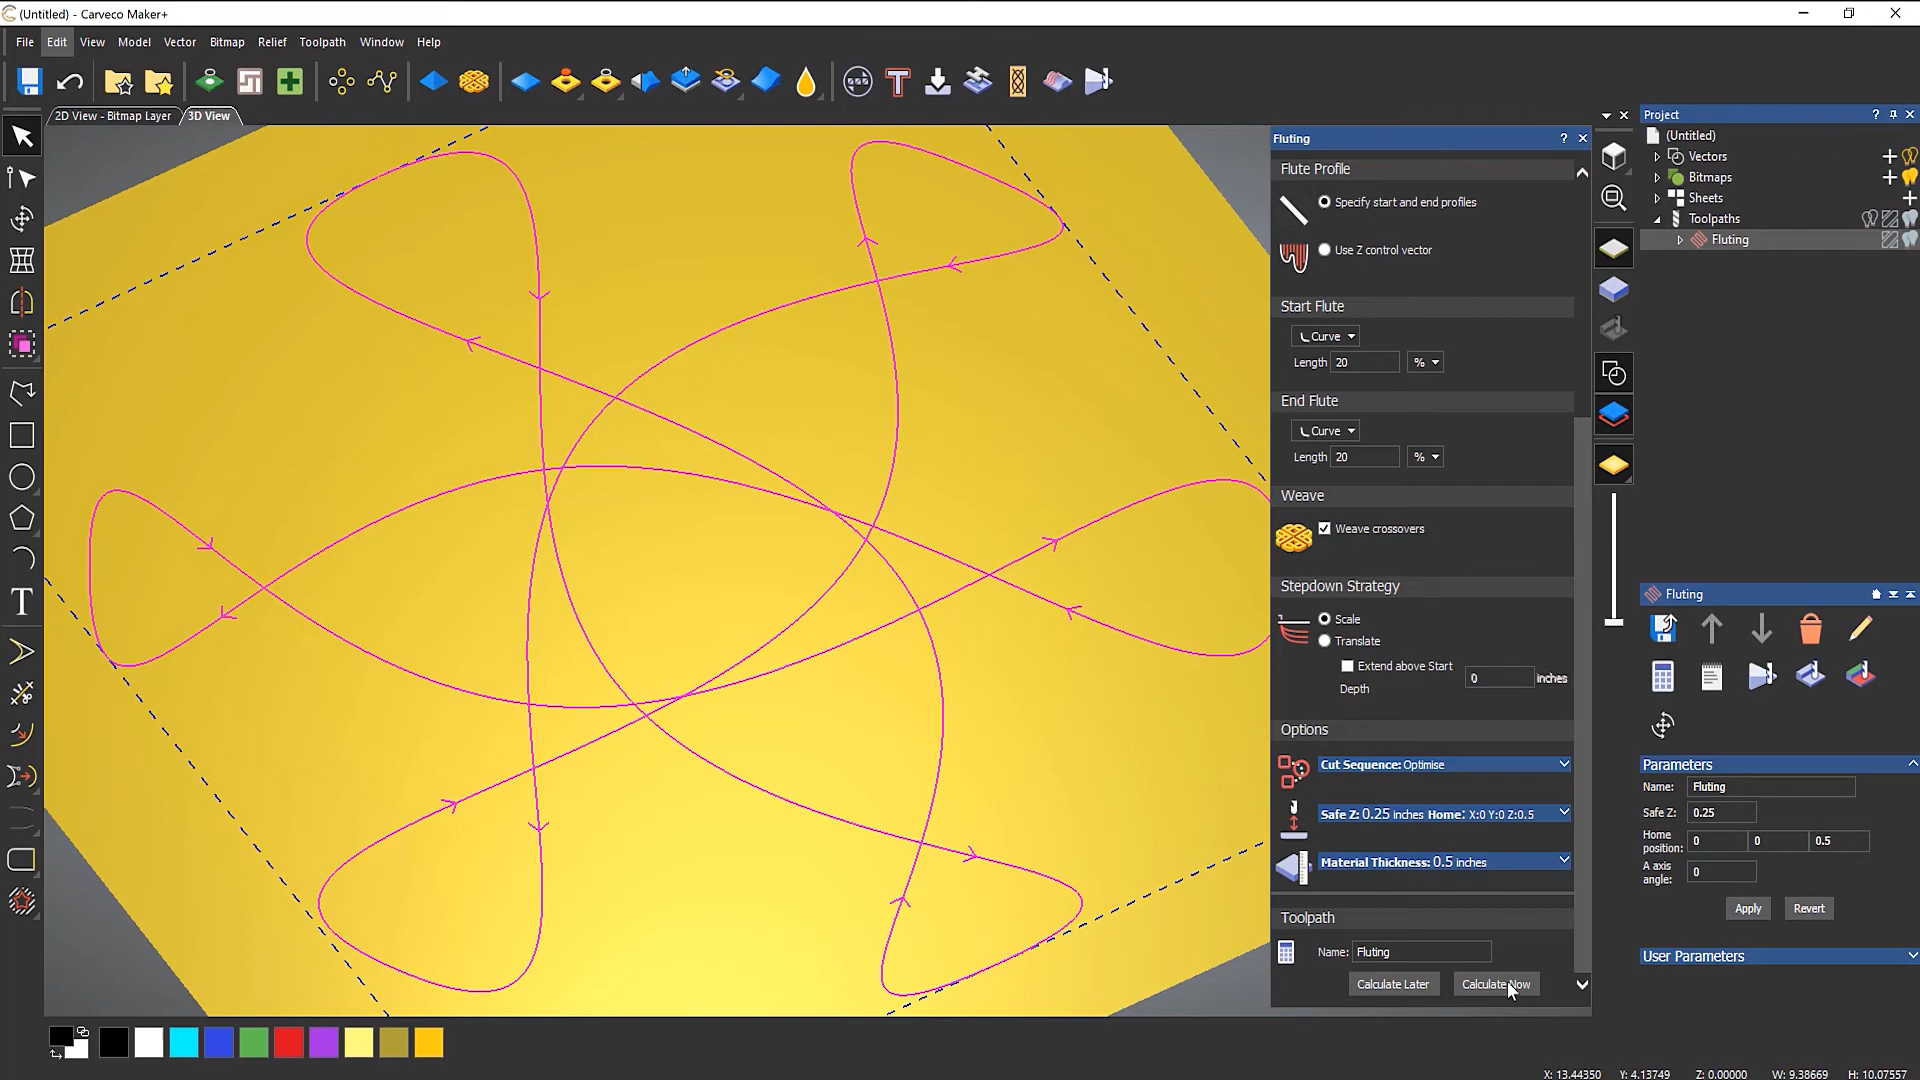 (Untitled) - Carveco Maker+
File Edit View Model Vector Bitmap Relief Toolpath Window Help
2D View - Bitmap Layer 3D View
Fluting
Flute Profile
Specify start and end profiles
Use Z control vector
Start Flute
Curve
Length 20 %
End Flute
Curve
Length 20 %
Weave
Weave crossovers
Stepdown Strategy
Scale
Translate
Extend above Start
Depth
0 inches
Options
Cut Sequence: Optimise
Safe Z: 0.25 inches Home: X:0 Y:0 Z:0.5
Material Thickness: 0.5 inches
Toolpath
Name: Fluting
Calculate Later Calculate Now
Project
(Untitled)
Vectors
Bitmaps
Sheets
Toolpaths
Fluting
Fluting
Parameters
Name: Fluting
Safe Z: 0.25
Home
position: 0 0 0.5
A axis
angle: 0
Apply Revert
User Parameters
X: 13.44350 Y: 4.13749 Z: 0.00000 W: 9.38669 H: 10.07557